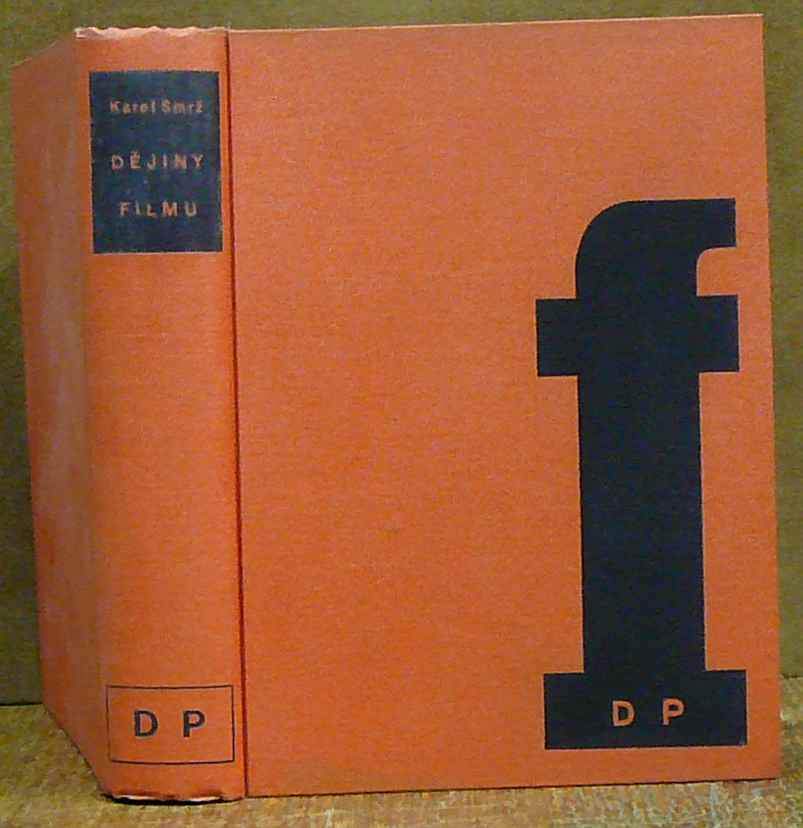 Karel Smrž
DĚJINY
FILMU
D P
f
D P